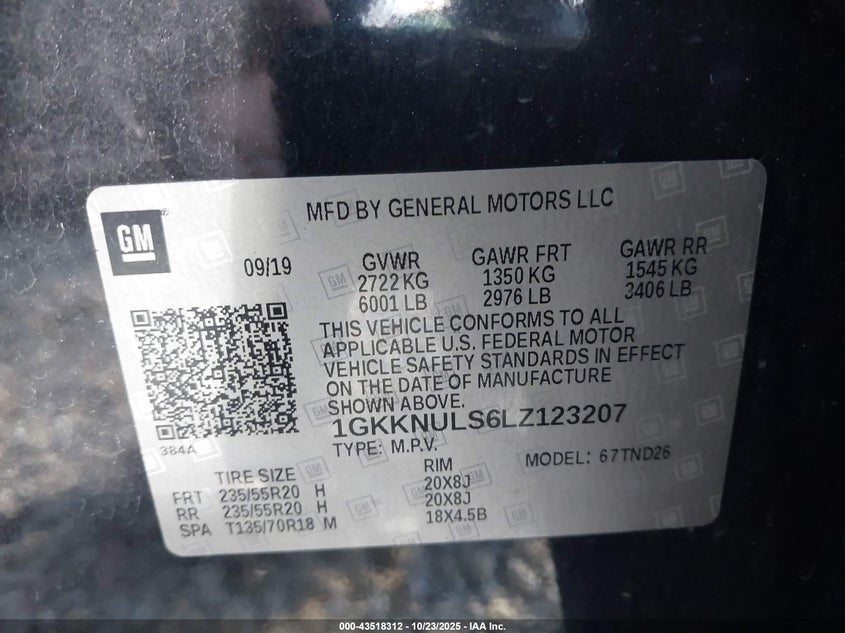 MFD BY GENERAL MOTORS LLC
GM
09/19
GVWR
2722 KG
6001 LB
GAWR FRT
1350 KG
2976 LB
GAWR RR
1545 KG
3406 LB
THIS VEHICLE CONFORMS TO ALL
APPLICABLE U.S. FEDERAL MOTOR
VEHICLE SAFETY STANDARDS IN EFFECT
ON THE DATE OF MANUFACTURE
SHOWN ABOVE.
1GKKNULS6LZ123207
384A
TYPE: M.P.V.
MODEL: 67TND26
TIRE SIZE RIM
FRT 235/55R20 H 20X8J
RR 235/55R20 H 20X8J
SPA T135/70R18 M 18X4.5B
000-43518312 - 10/23/2025 - IAA Inc.